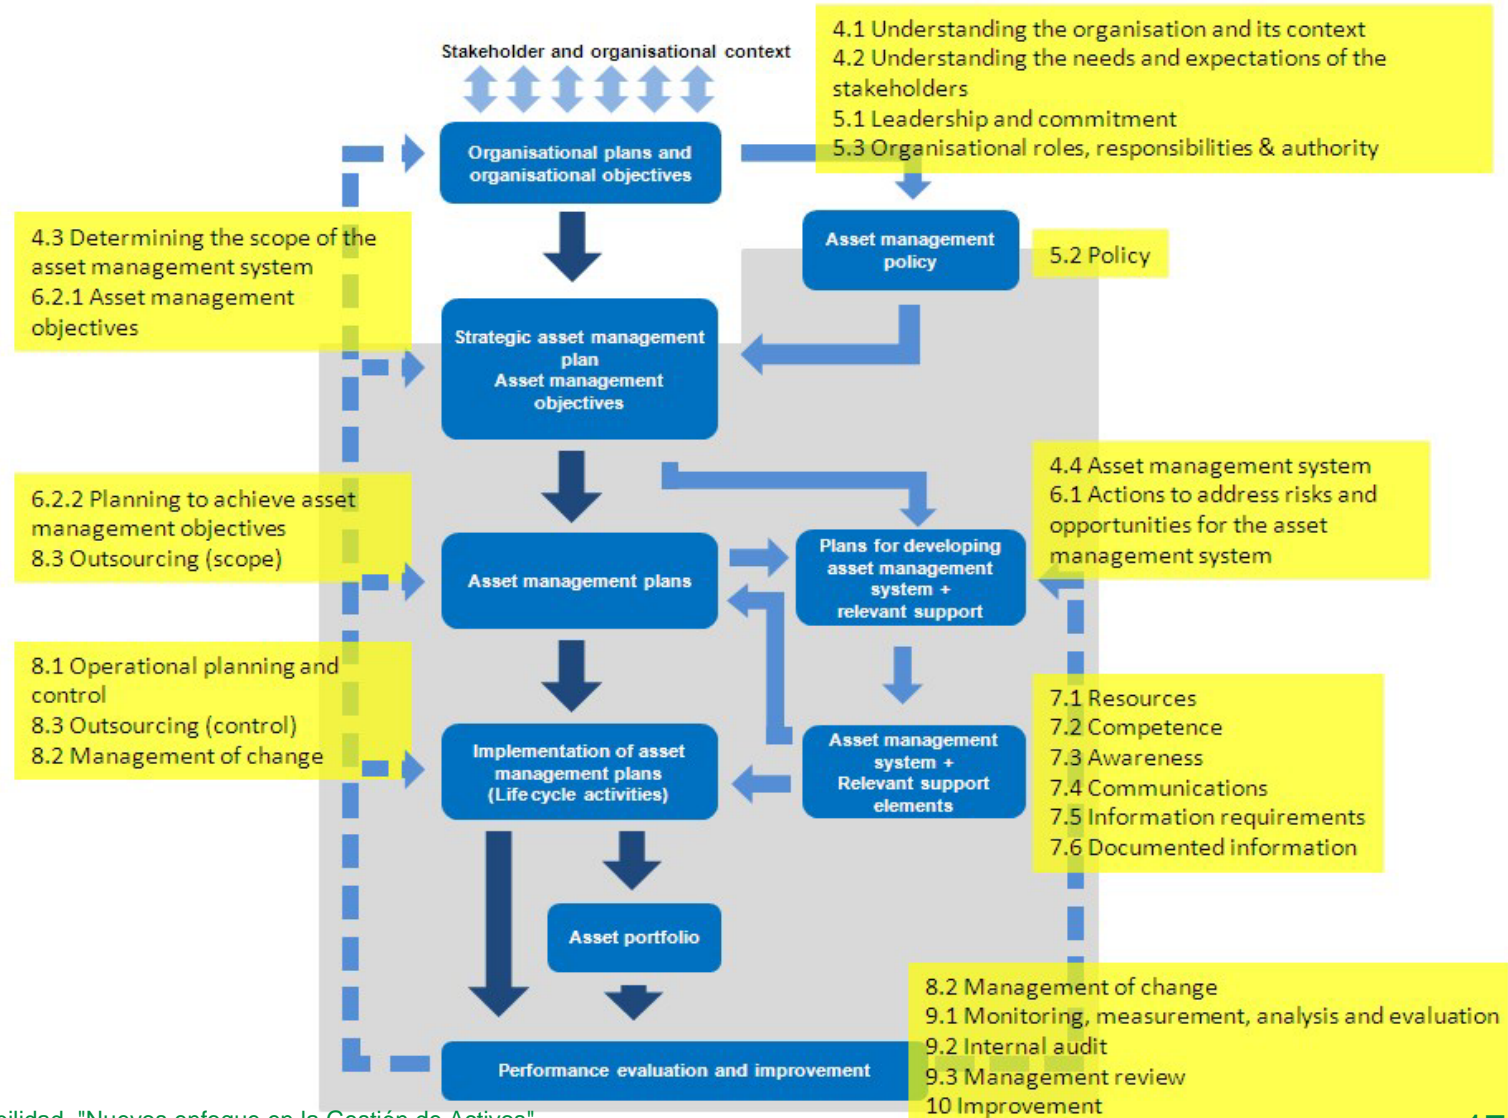 Stakeholder and organisational context
4.1 Understanding the organisation and its context
4.2 Understanding the needs and expectations of the
stakeholders
5.1 Leadership and commitment
5.3 Organisational roles, responsibilities & authority
Organisational plans and
organisational objectives
4.3 Determining the scope of the
asset management system
6.2.1 Asset management
objectives
Asset management
policy
5.2 Policy
Strategic asset management
plan
Asset management
objectives
6.2.2 Planning to achieve asset
management objectives
8.3 Outsourcing (scope)
Asset management plans
Plans for developing
asset management
system +
relevant support
4.4 Asset management system
6.1 Actions to address risks and
opportunities for the asset
management system
8.1 Operational planning and
control
8.3 Outsourcing (control)
8.2 Management of change
Implementation of asset
management plans
(Life cycle activities)
Asset management
system +
Relevant support
elements
7.1 Resources
7.2 Competence
7.3 Awareness
7.4 Communications
7.5 Information requirements
7.6 Documented information
Asset portfolio
8.2 Management of change
9.1 Monitoring, measurement, analysis and evaluation
9.2 Internal audit
9.3 Management review
10 Improvement
Performance evaluation and improvement
"Nuevos enfoque en la Gestión de Activos"